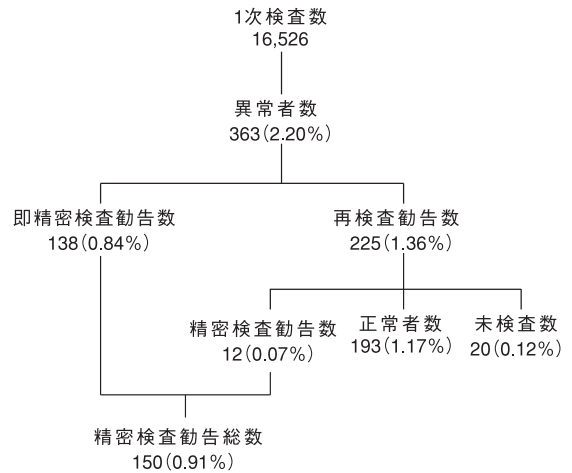 1次検査数
16,526
異常者数
363(2.20%)
即精密検査勧告数
138(0.84%)
再検査勧告数
225(1.36%)
精密検査勧告数
12(0.07%)
正常者数
193(1.17%)
未検査数
20(0.12%)
精密検査勧告総数
150(0.91%)